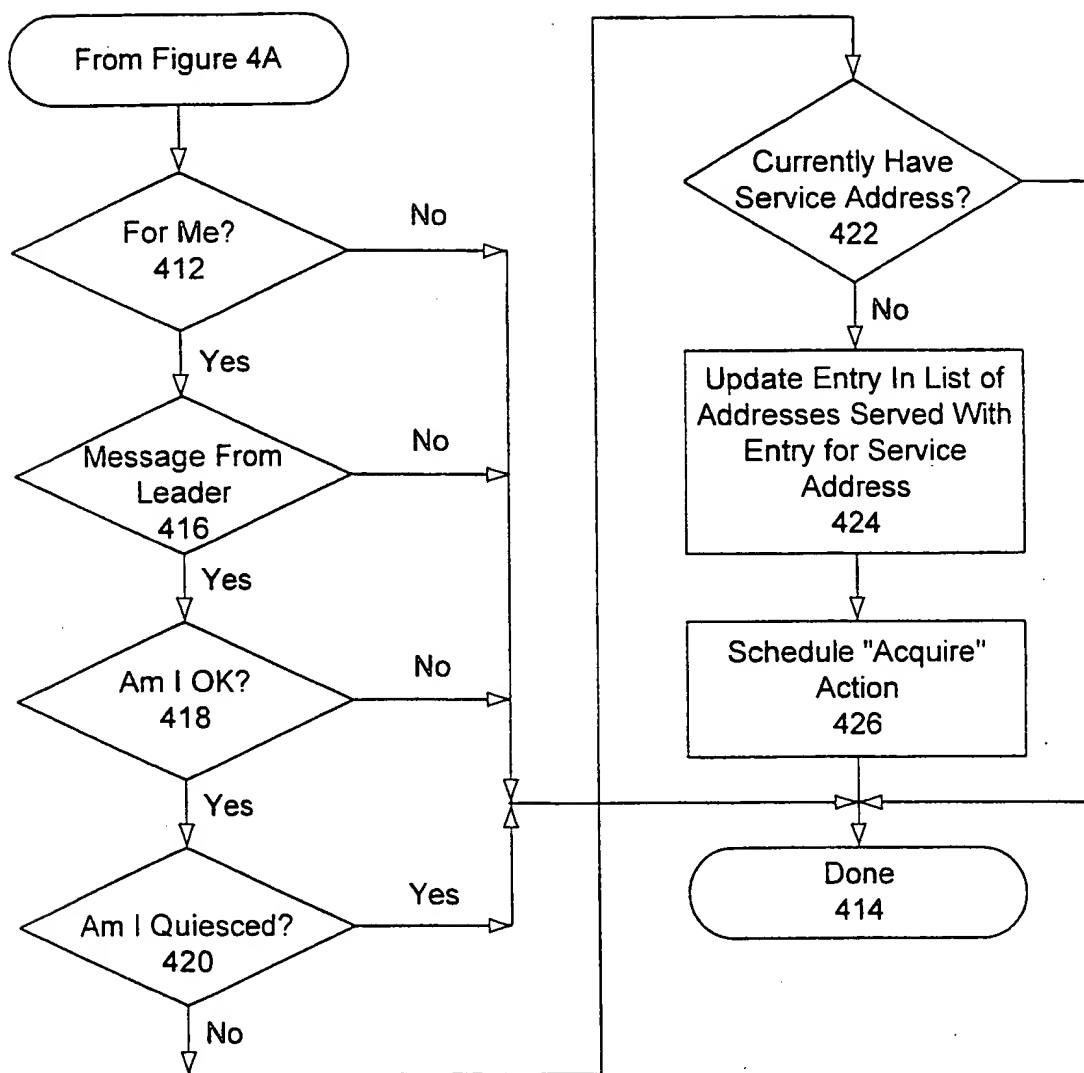 From Figure 4A
For Me?
412
No
Yes
Message From
Leader
416
No
Yes
Am I OK?
418
No
Yes
Am I Quiesced?
420
Yes
No
Currently Have
Service Address?
422
No
Update Entry In List of
Addresses Served With
Entry for Service
Address
424
Schedule "Acquire"
Action
426
Done
414